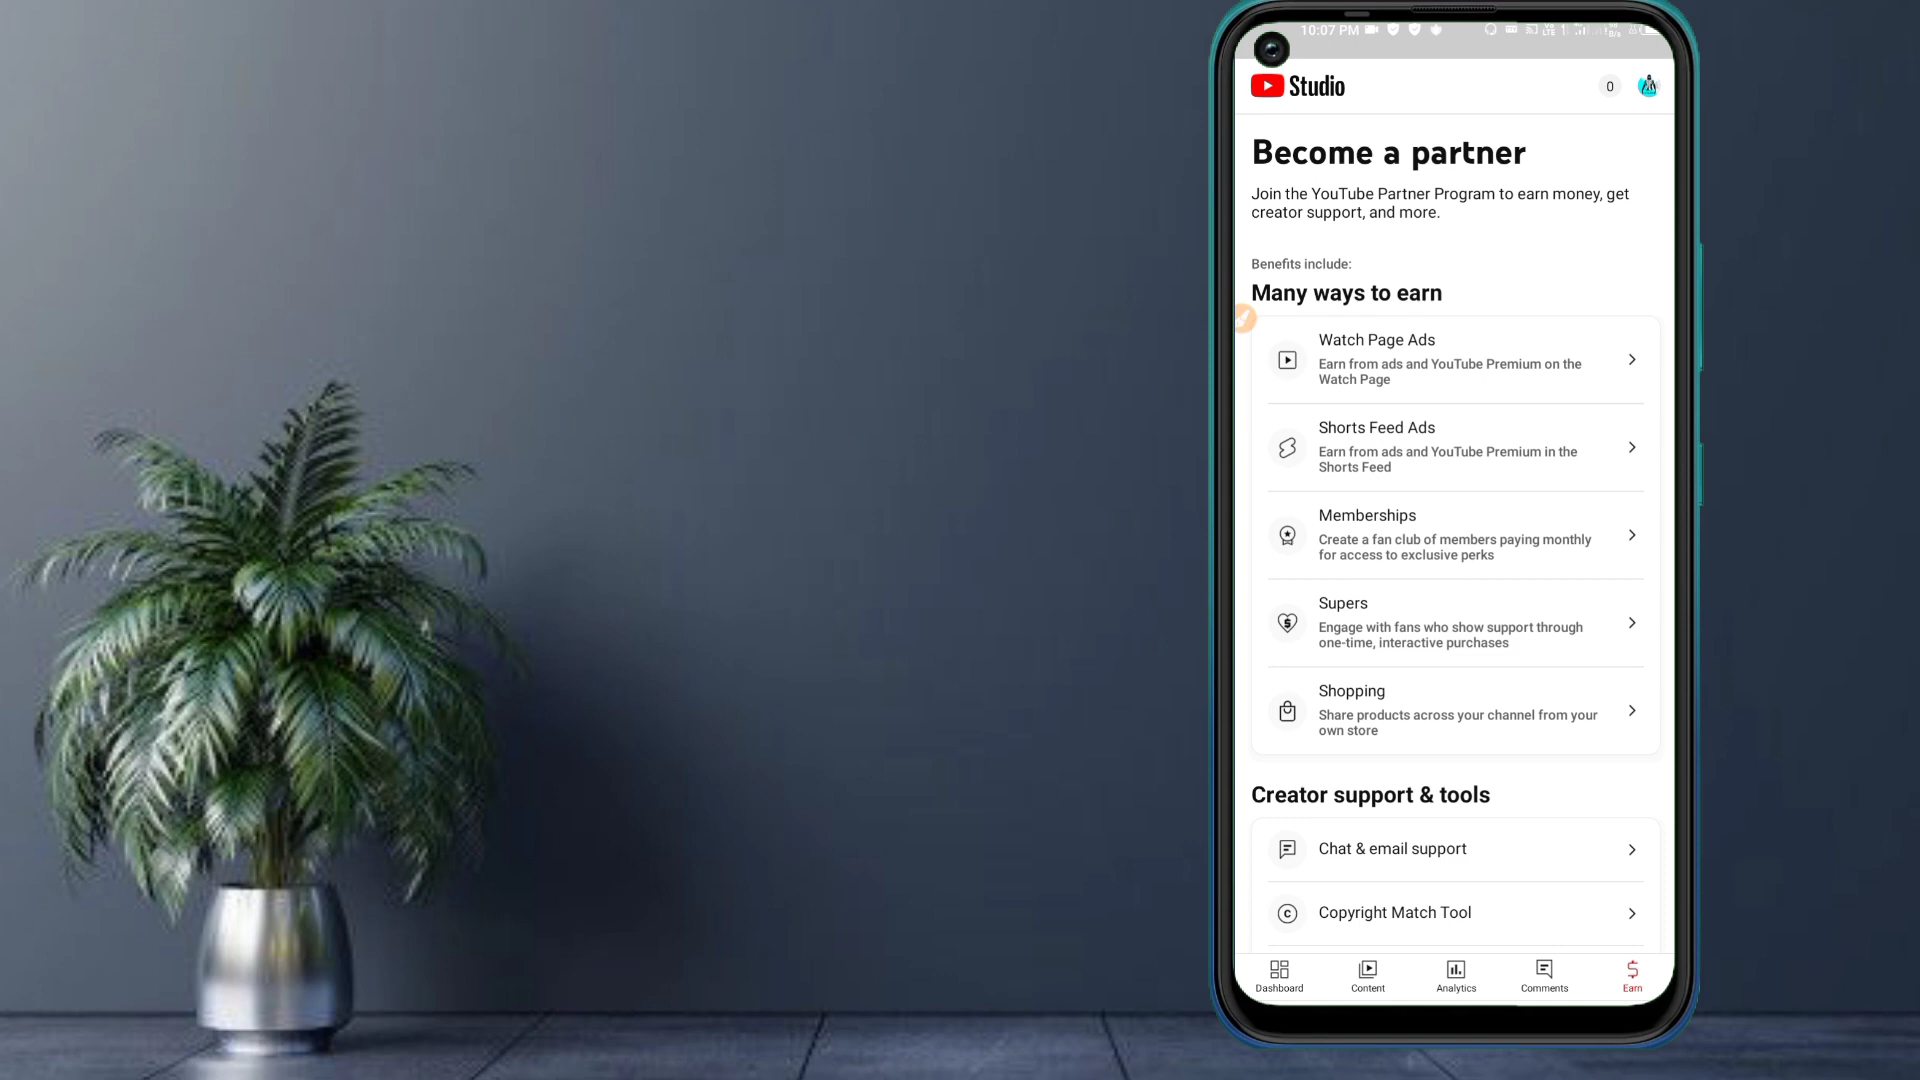 10:07 PM
Studio
0
Become a partner
Join the YouTube Partner Program to earn money, get
creator support, and more.
Benefits include:
Many ways to earn
Watch Page Ads
Earn from ads and YouTube Premium on the
Watch Page
Shorts Feed Ads
Earn from ads and YouTube Premium in the
Shorts Feed
Memberships
Create a fan club of members paying monthly
for access to exclusive perks
Supers
Engage with fans who show support through
one-time, interactive purchases
Shopping
Share products across your channel from your
own store
Creator support & tools
Chat & email support
Copyright Match Tool
Dashboard
Content
Analytics
Comments
Earn